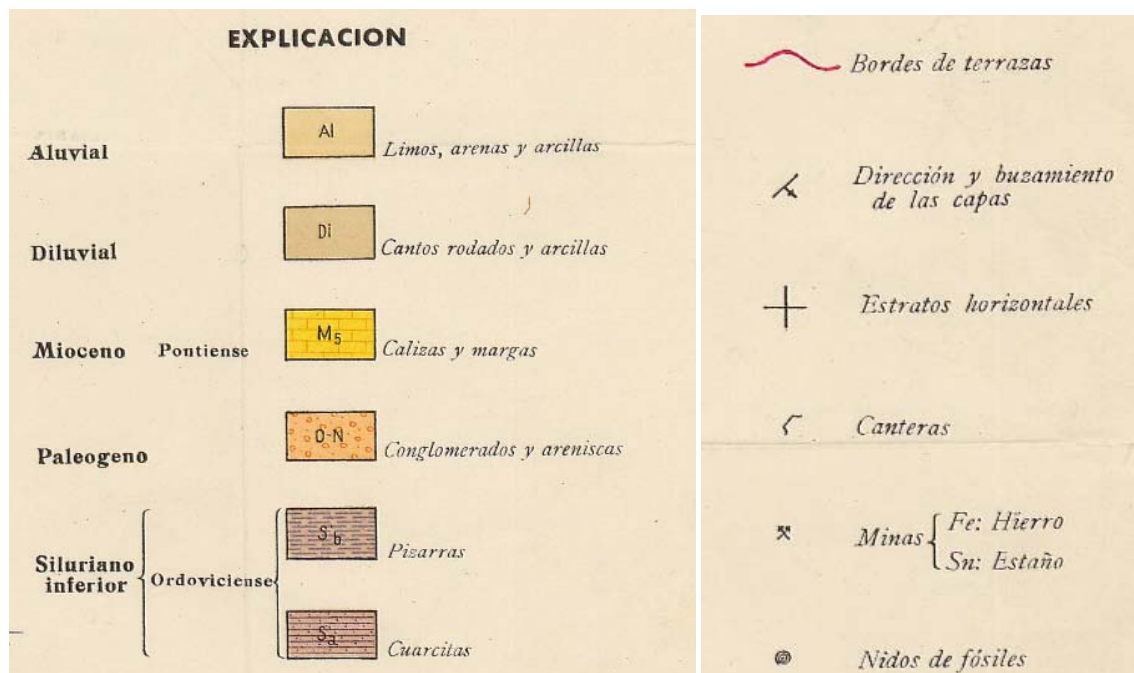 EXPLICACION
Aluvial
Al
Limos, arenas y arcillas
Diluvial
Di
Cantos rodados y arcillas
Mioceno Pontiense
M5
Calizas y margas
Paleogeno
O-N
Conglomerados y areniscas
Siluriano
inferior
Ordoviciense
Sb
Pizarras
Sa
Cuarcitas
Bordes de terrazas
Dirección y buzamiento
de las capas
Estratos horizontales
Canteras
Minas
Fe: Hierro
Sn: Estaño
Nidos de fósiles